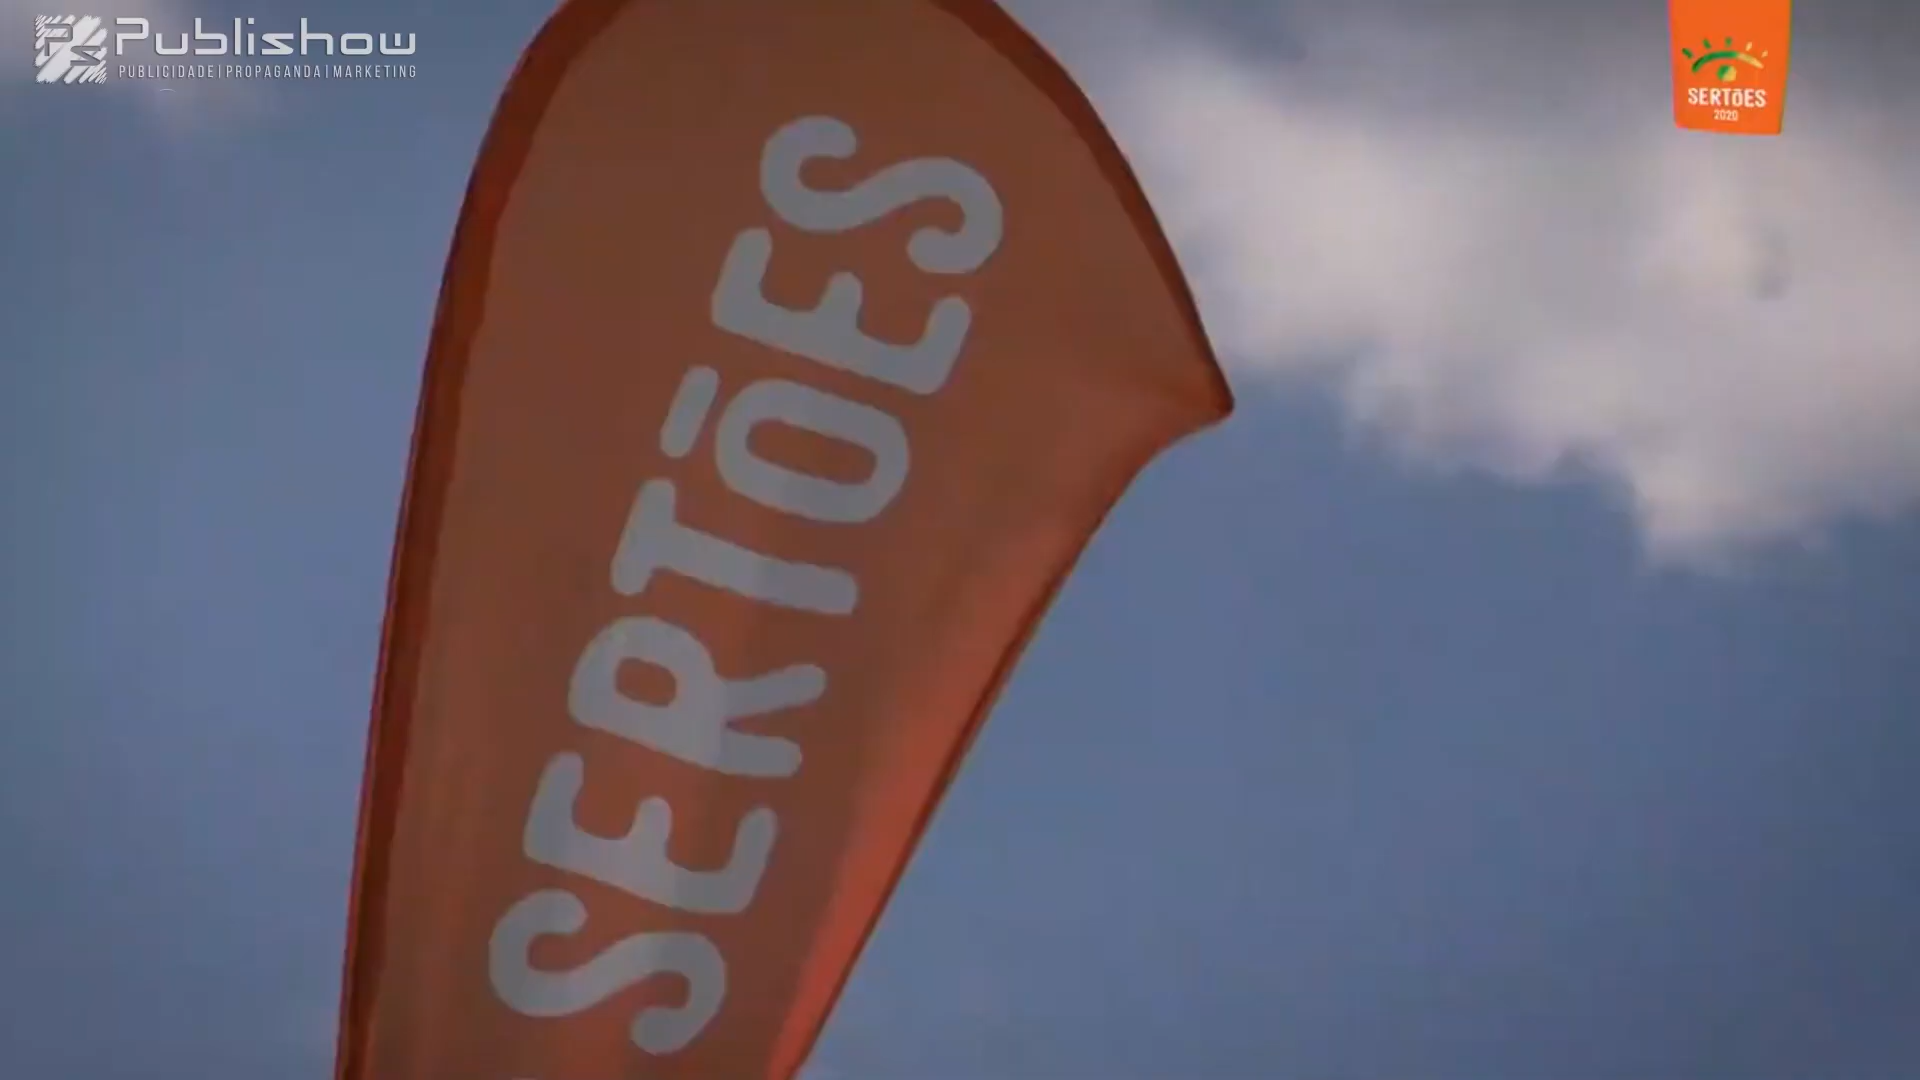 Publishow
PUBLICIDADE|PROPAGANDA|MARKETING
SERTÕES
SERTÕES
2020